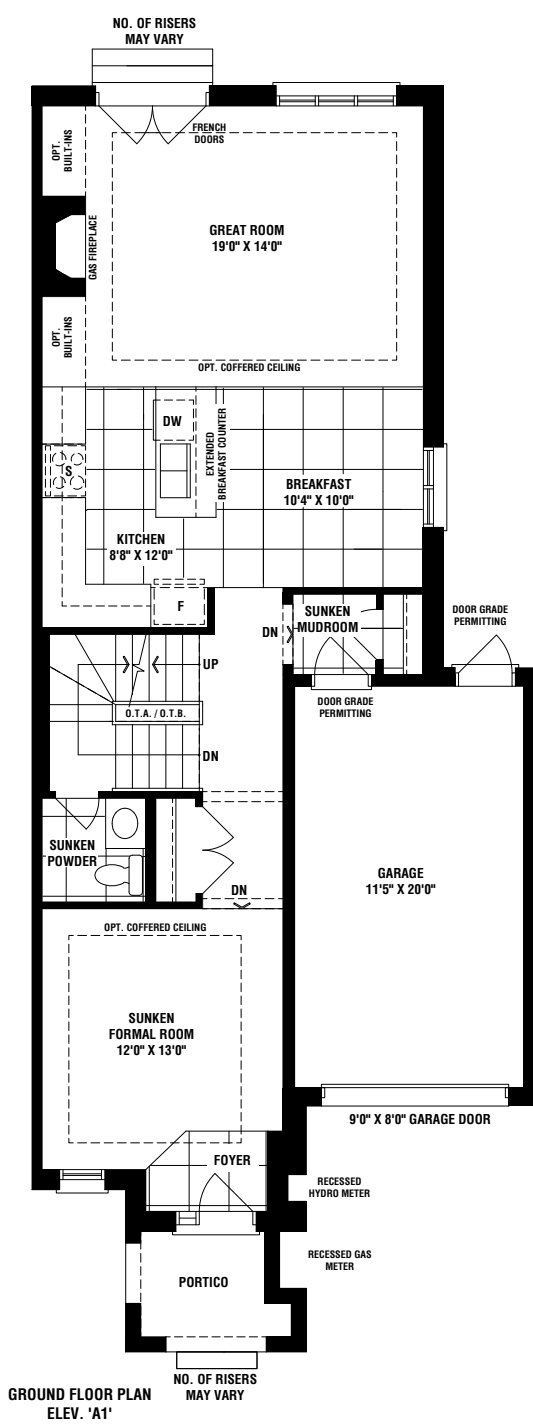 NO. OF RISERS
MAY VARY
FRENCH
DOORS
OPT.
BUILT-INS
GREAT ROOM
19'0" X 14'0"
GAS FIREPLACE
OPT.
BUILT-INS
OPT. COFFERED CEILING
DW
EXTENDED
BREAKFAST COUNTER
S
BREAKFAST
10'4" X 10'0"
KITCHEN
8'8" X 12'0"
F
SUNKEN
MUDROOM
DN
DOOR GRADE
PERMITTING
UP
DOOR GRADE
PERMITTING
O.T.A. / O.T.B.
DN
SUNKEN
POWDER
GARAGE
11'5" X 20'0"
DN
OPT. COFFERED CEILING
SUNKEN
FORMAL ROOM
12'0" X 13'0"
9'0" X 8'0" GARAGE DOOR
FOYER
RECESSED
HYDRO METER
RECESSED GAS
METER
PORTICO
NO. OF RISERS
MAY VARY
GROUND FLOOR PLAN
ELEV. 'A1'